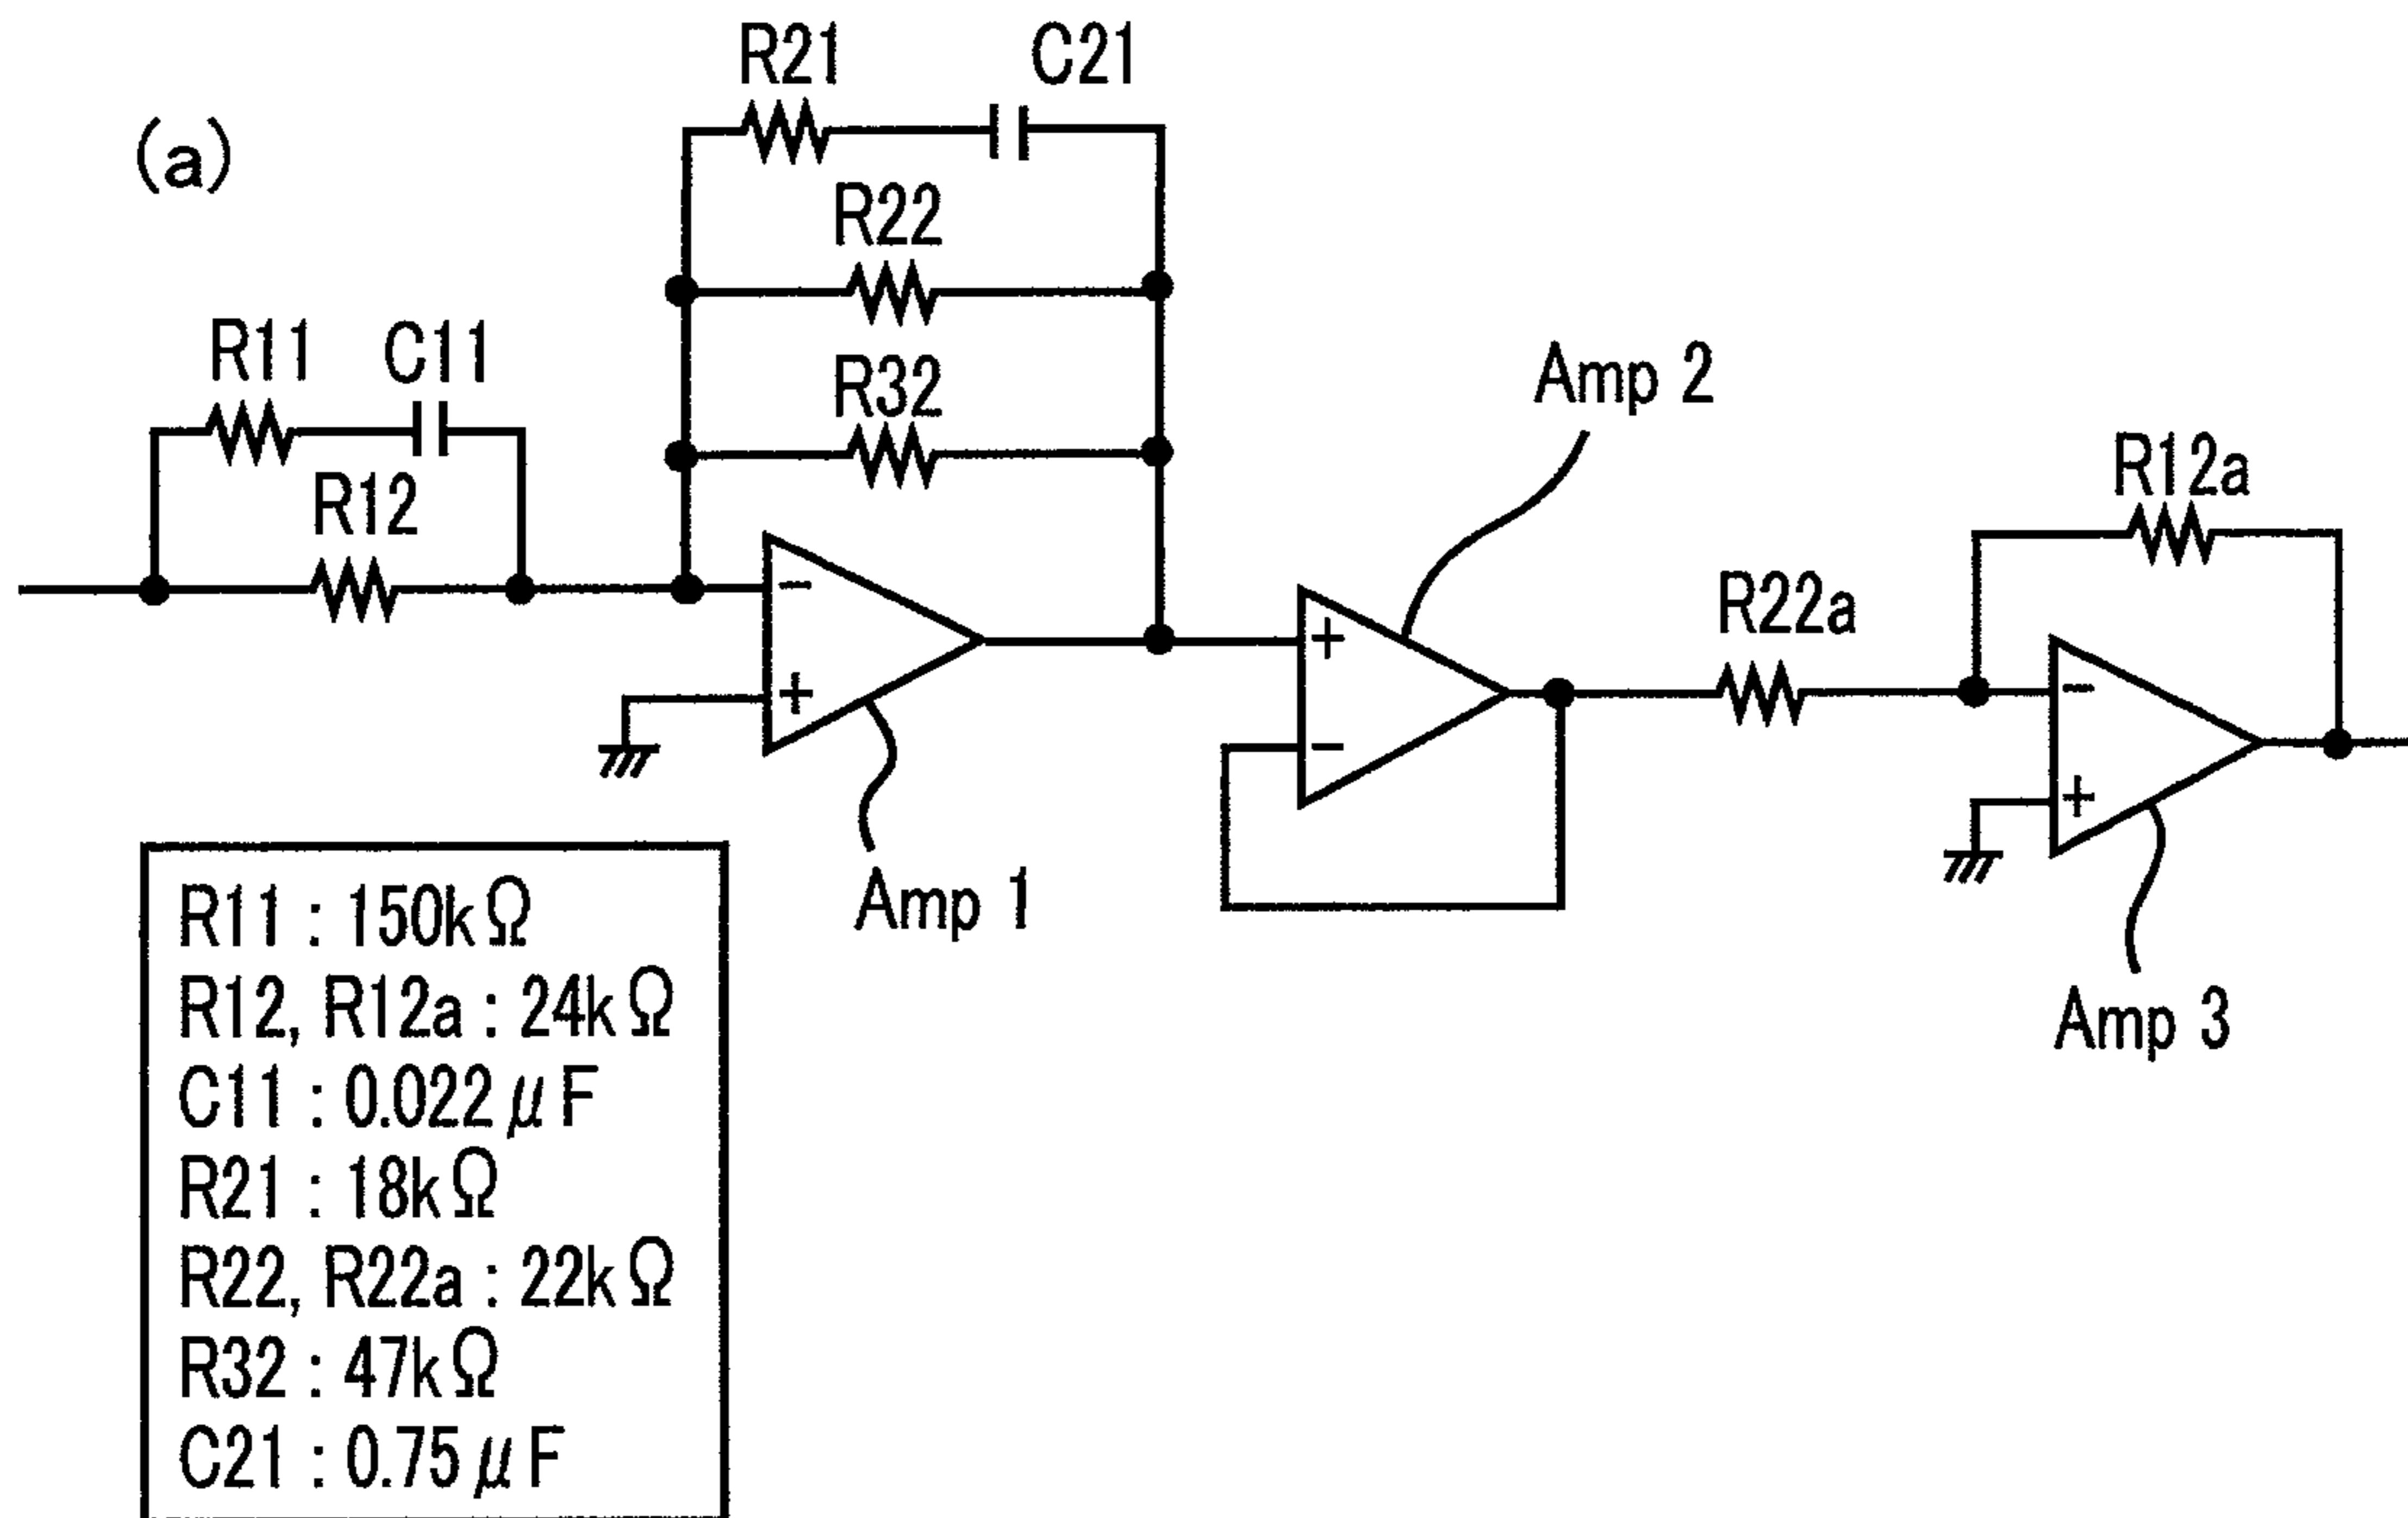 (a)
R21
C21
R22
R32
R11
C11
R12
Amp 1
Amp 2
R22a
R12a
Amp 3
-
+
+
-
-
+
R11 : 150kΩ
R12, R12a : 24kΩ
C11 : 0.022μF
R21 : 18kΩ
R22, R22a : 22kΩ
R32 : 47kΩ
C21 : 0.75μF